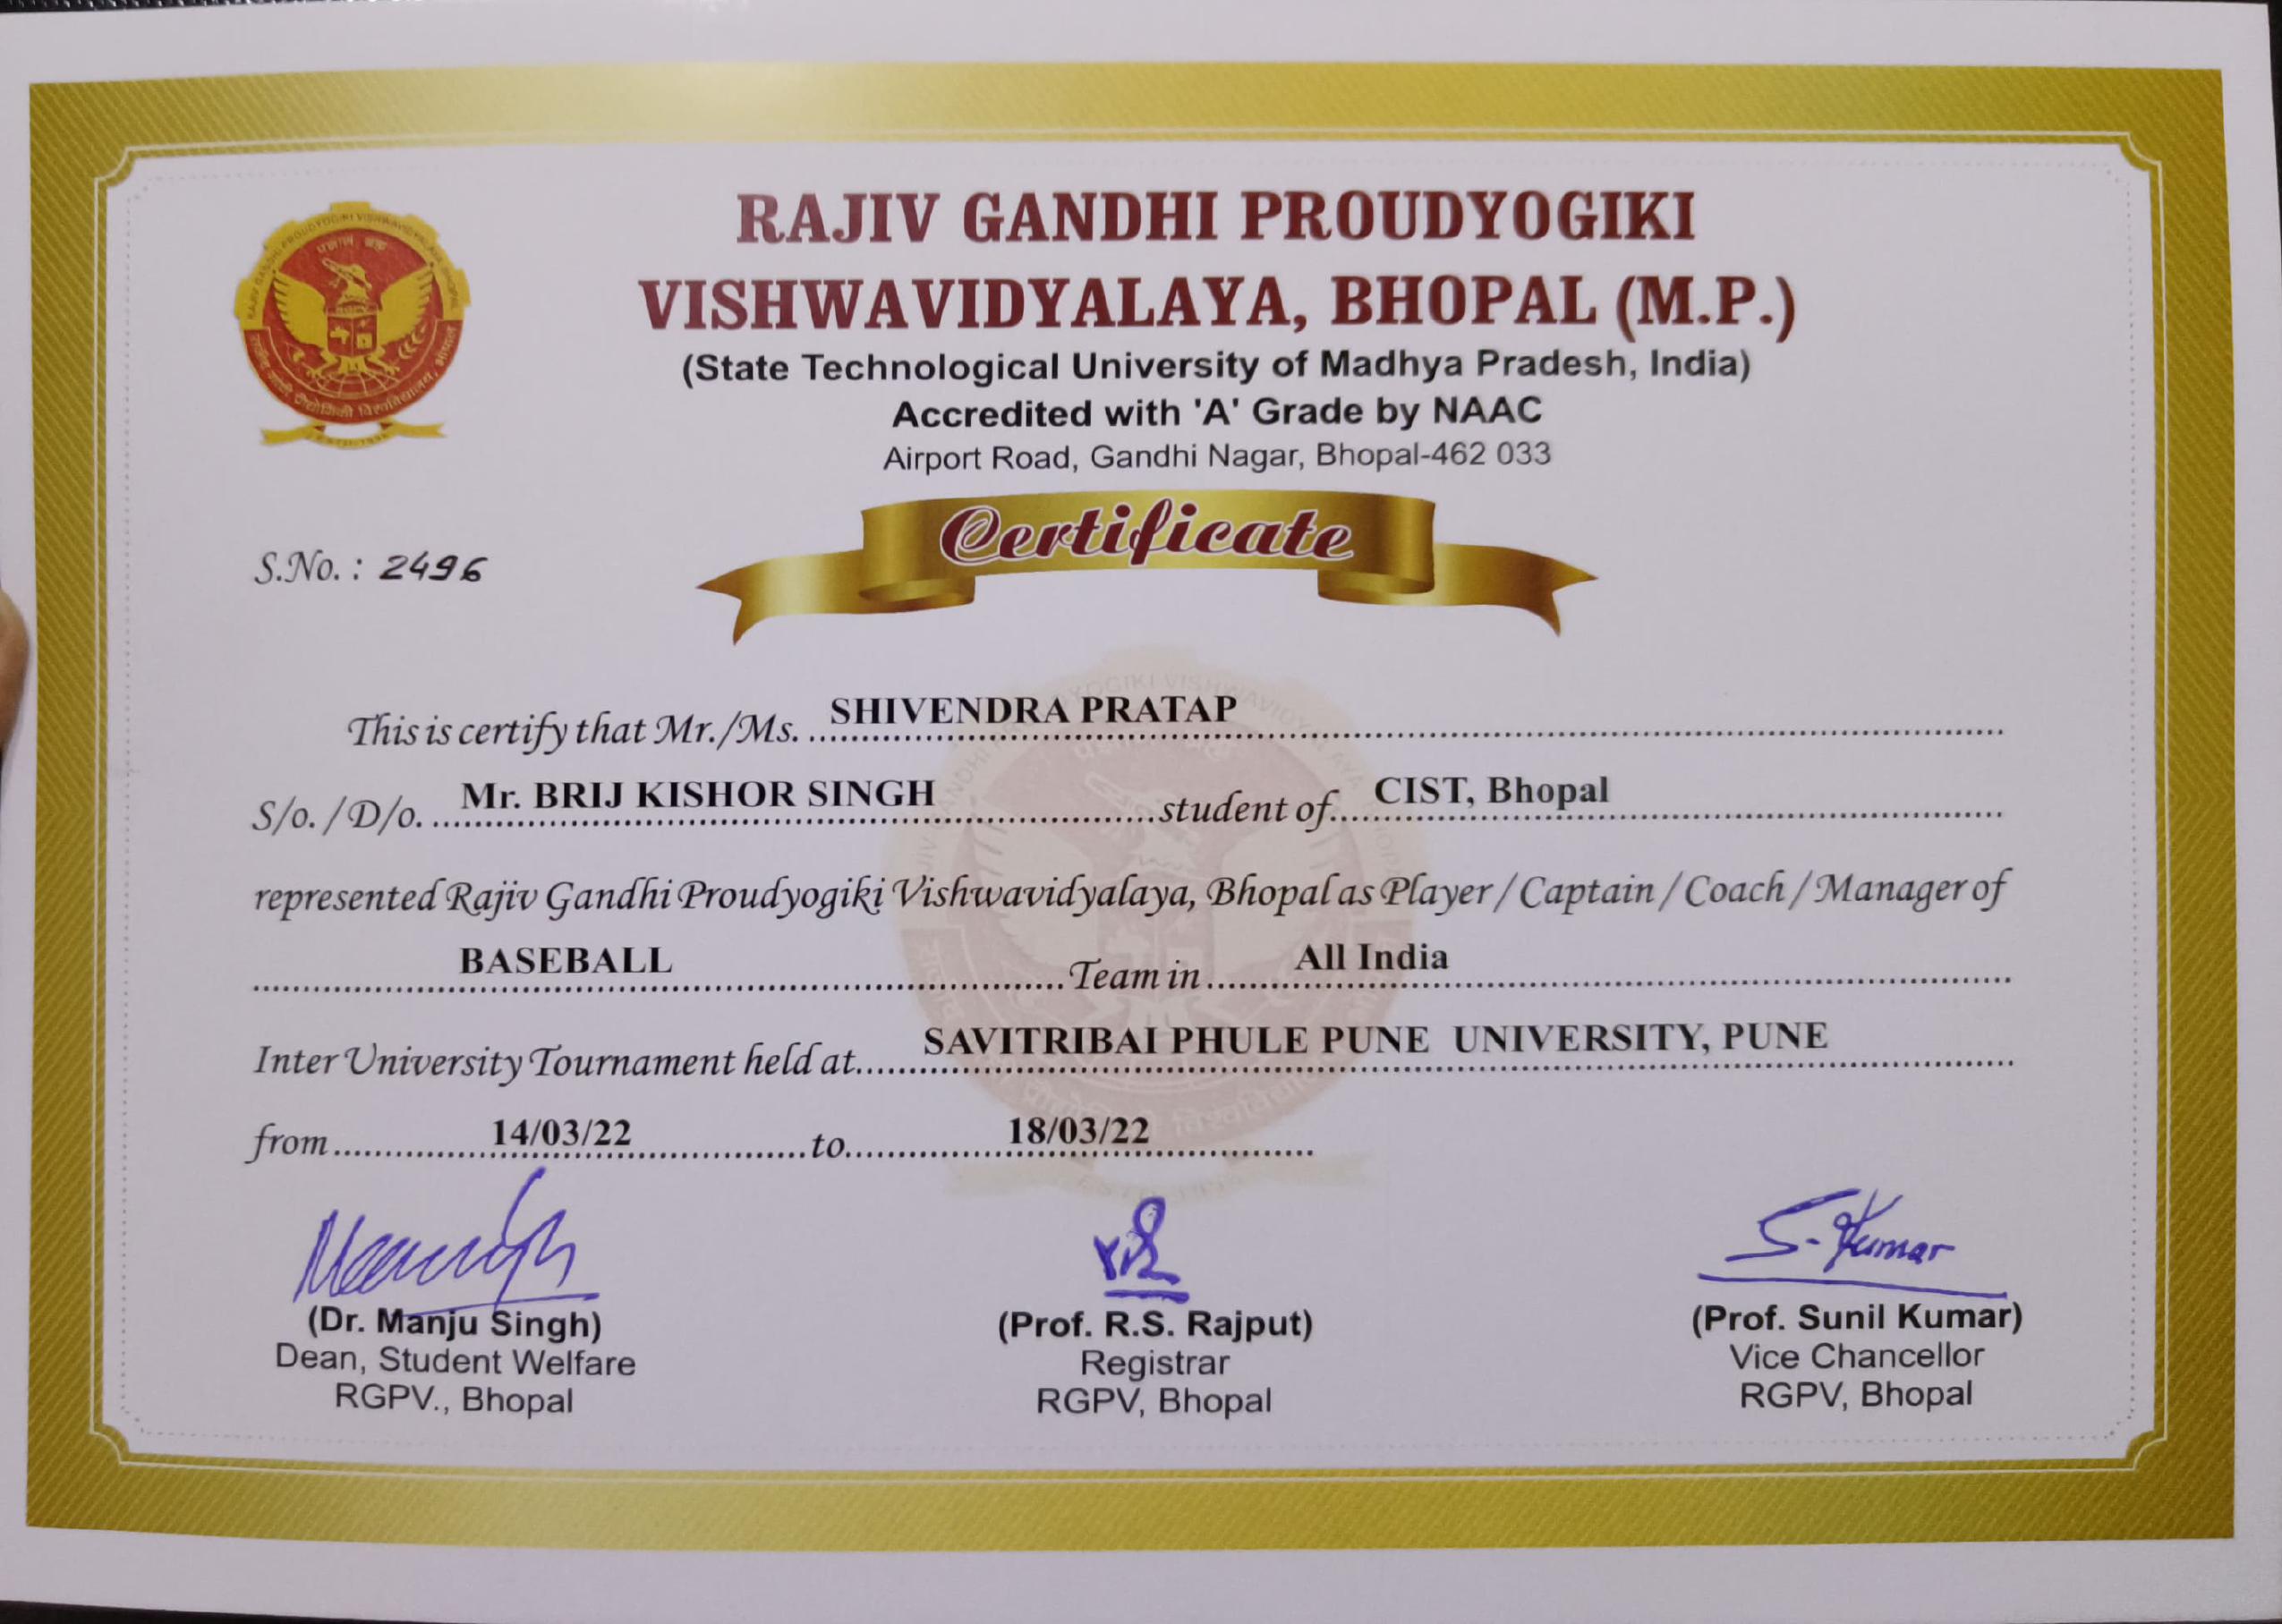 RAJIV GANDHI PROUDYOGIKI
VISHWAVIDYALAYA, BHOPAL (M.P.)
(State Technological University of Madhya Pradesh, India)
Accredited with 'A' Grade by NAAC
Airport Road, Gandhi Nagar, Bhopal-462 033
Certificate
S.No. : 2496
This is certify that Mr./Ms. SHIVENDRA PRATAP
S/o. / D/o. Mr. BRIJ KISHOR SINGH student of CIST, Bhopal
represented Rajiv Gandhi Proudyogiki Vishwavidyalaya, Bhopal as Player / Captain / Coach / Manager of
BASEBALL Team in All India
Inter University Tournament held at SAVITRIBAI PHULE PUNE UNIVERSITY, PUNE
from 14/03/22 to 18/03/22
S. Kumar
(Dr. Manju Singh) (Prof. R.S. Rajput) (Prof. Sunil Kumar)
Dean, Student Welfare Registrar Vice Chancellor
RGPV., Bhopal RGPV, Bhopal RGPV, Bhopal